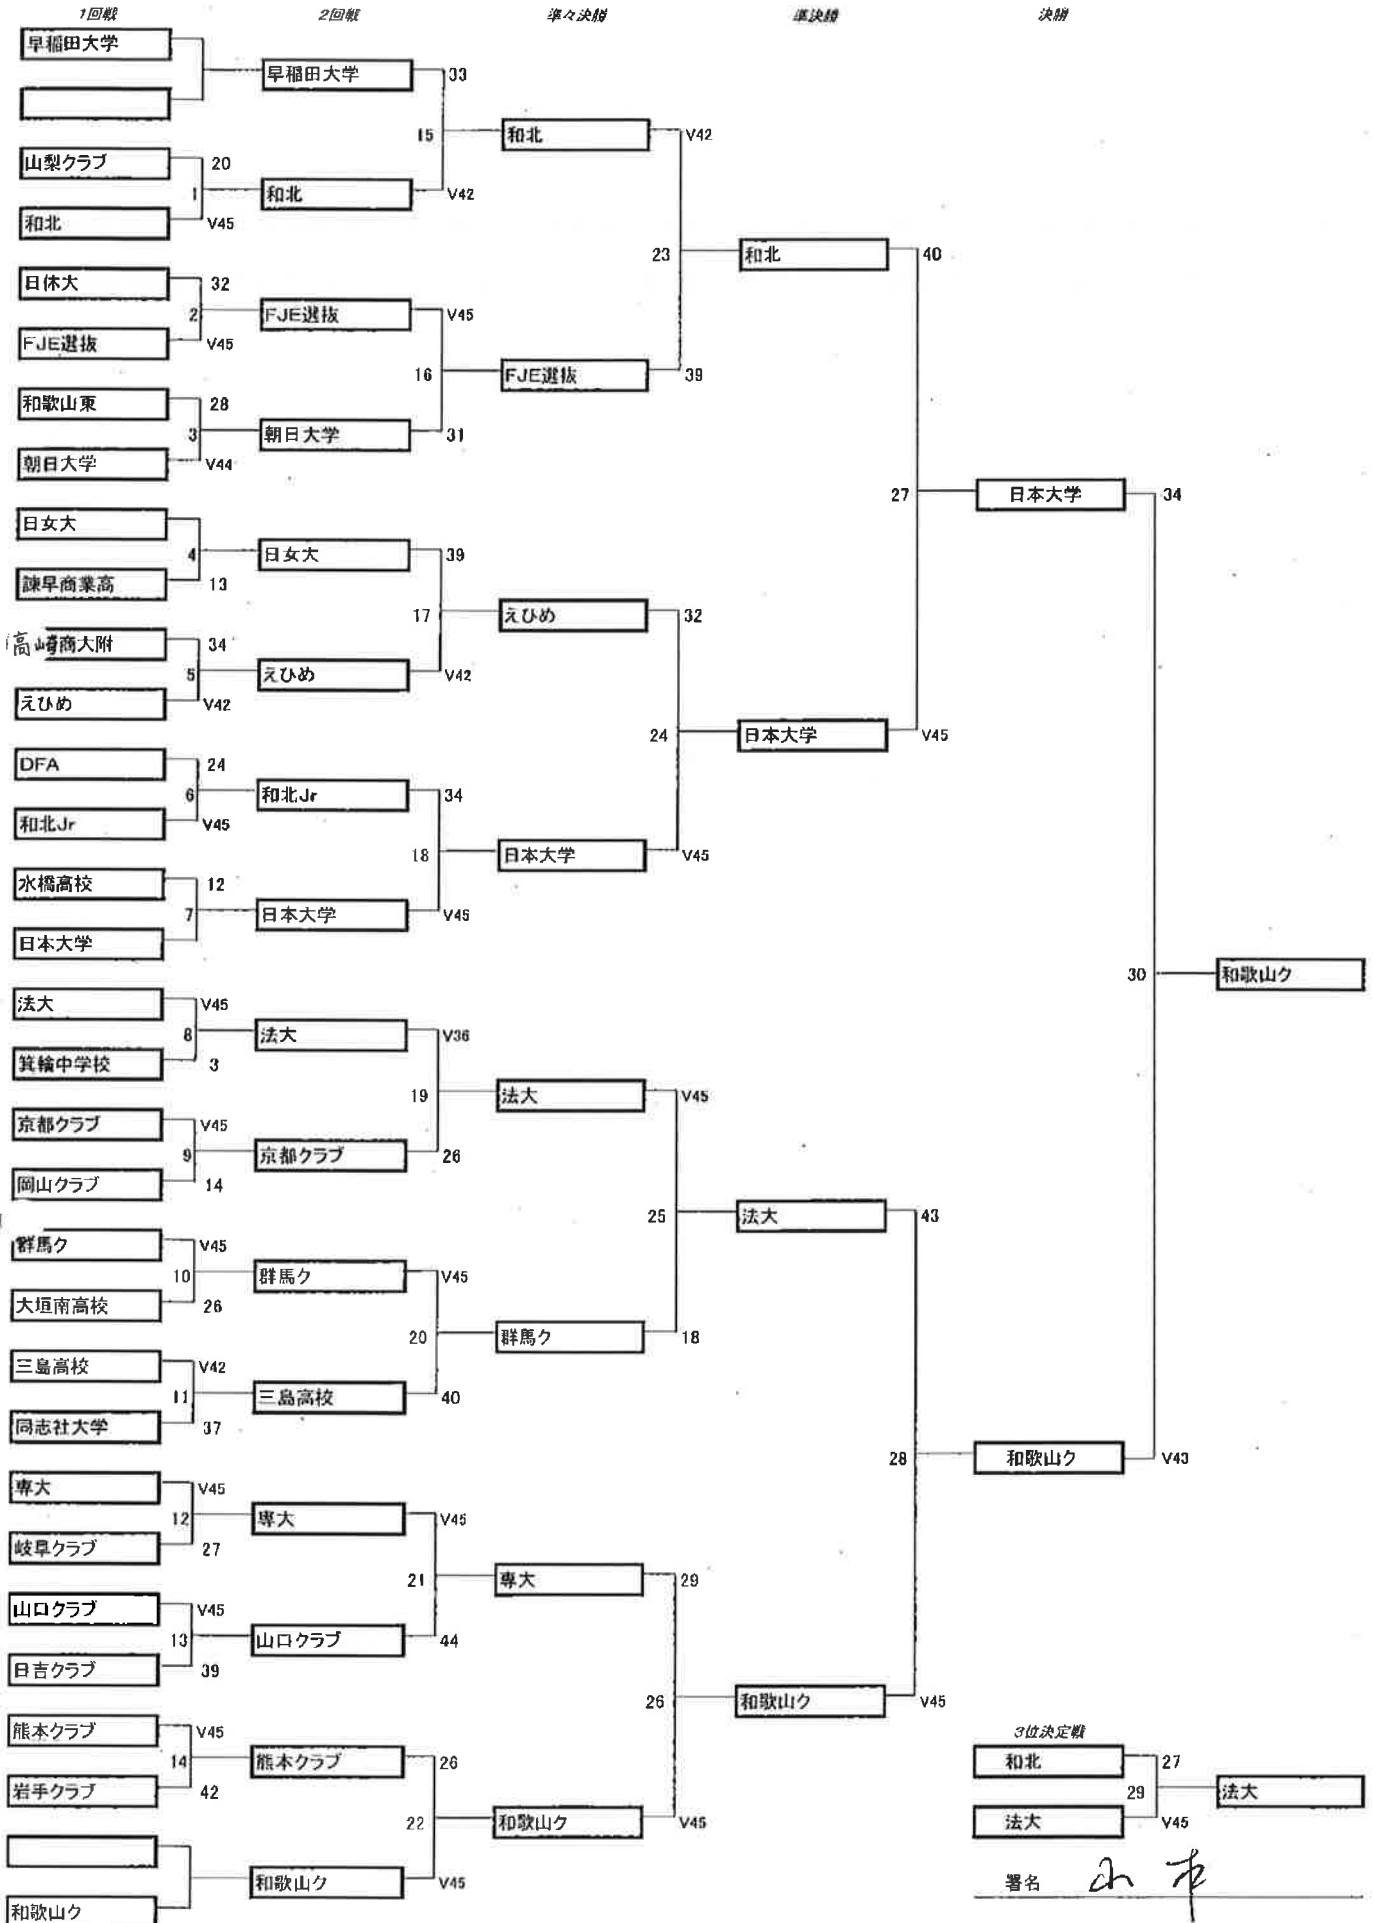 1回戦 2回戦 準々決勝 準決勝 決勝
早稲田大学
早稲田大学 33
15 和北 V42
山梨クラブ 20
1 和北 V42
和北 V45
23 和北 40
日体大 32
2 FJE選抜 V45
FJE選抜 V45
16 FJE選抜 39
和歌山東 28
3 朝日大学 31
朝日大学 V44
27 日本大学 34
日女大
4 日女大 39
諫早商業高 13
17 えひめ 32
高崎商大附 34
5 えひめ V42
えひめ V42
24 日本大学 V45
DFA 24
6 和北Jr 34
和北Jr V45
18 日本大学 V45
水橋高校 12
7 日本大学 V45
日本大学
30 和歌山ク
法大 V45
8 法大 V36
箕輪中学校 3
19 法大 V45
京都クラブ V45
9 京都クラブ 26
岡山クラブ 14
25 法大 43
群馬ク V45
10 群馬ク V45
大垣南高校 26
20 群馬ク 18
三島高校 V42
11 三島高校 40
同志社大学 37
28 和歌山ク V43
専大 V45
12 専大 V45
岐阜クラブ 27
21 専大 29
山口クラブ V45
13 山口クラブ 44
日吉クラブ 39
26 和歌山ク V45
熊本クラブ V45
14 熊本クラブ 26
岩手クラブ 42
22 和歌山ク V45
和歌山ク V45
和歌山ク
3位決定戦
和北 27
29 法大
法大 V45
署名